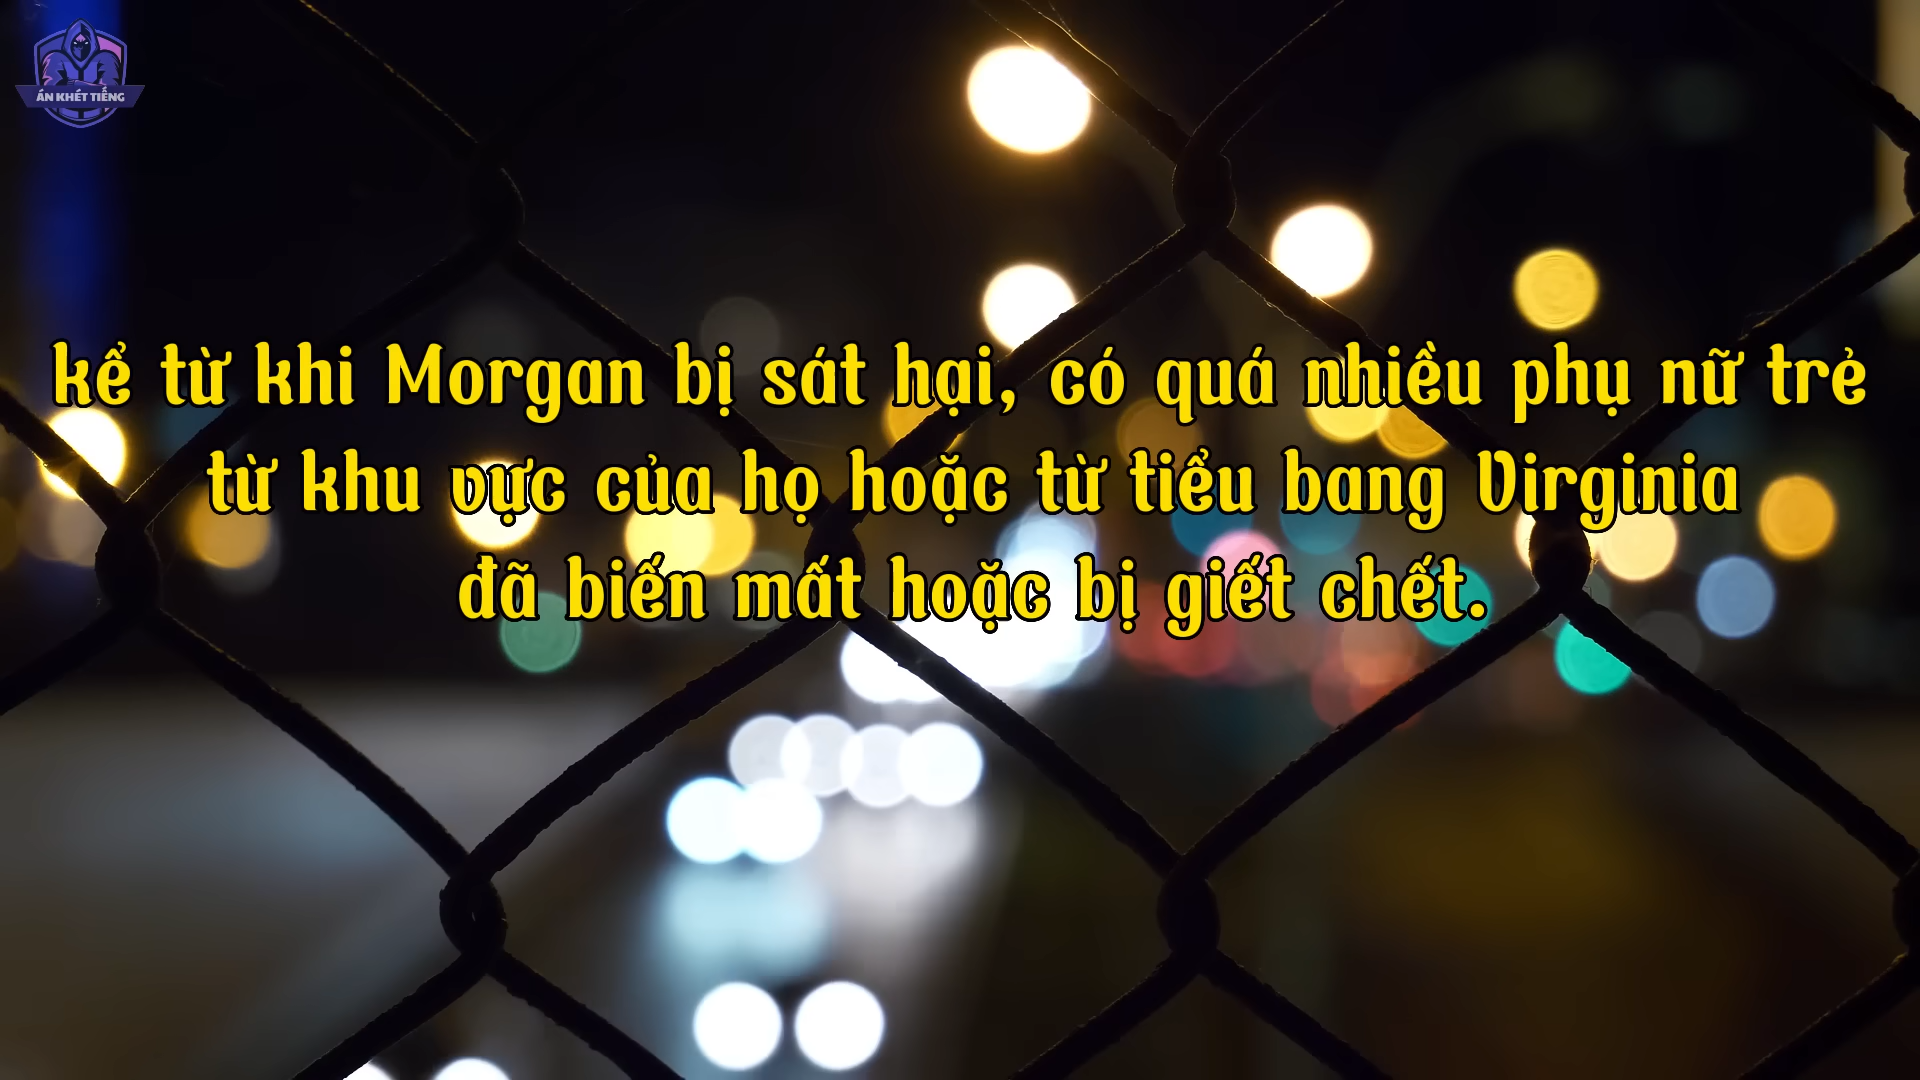 ÁN KHÉT TIẾNG
kể từ khi Morgan bị sát hại, có quá nhiều phụ nữ trẻ
từ khu vực của họ hoặc từ tiểu bang Virginia
đã biến mất hoặc bị giết chết.